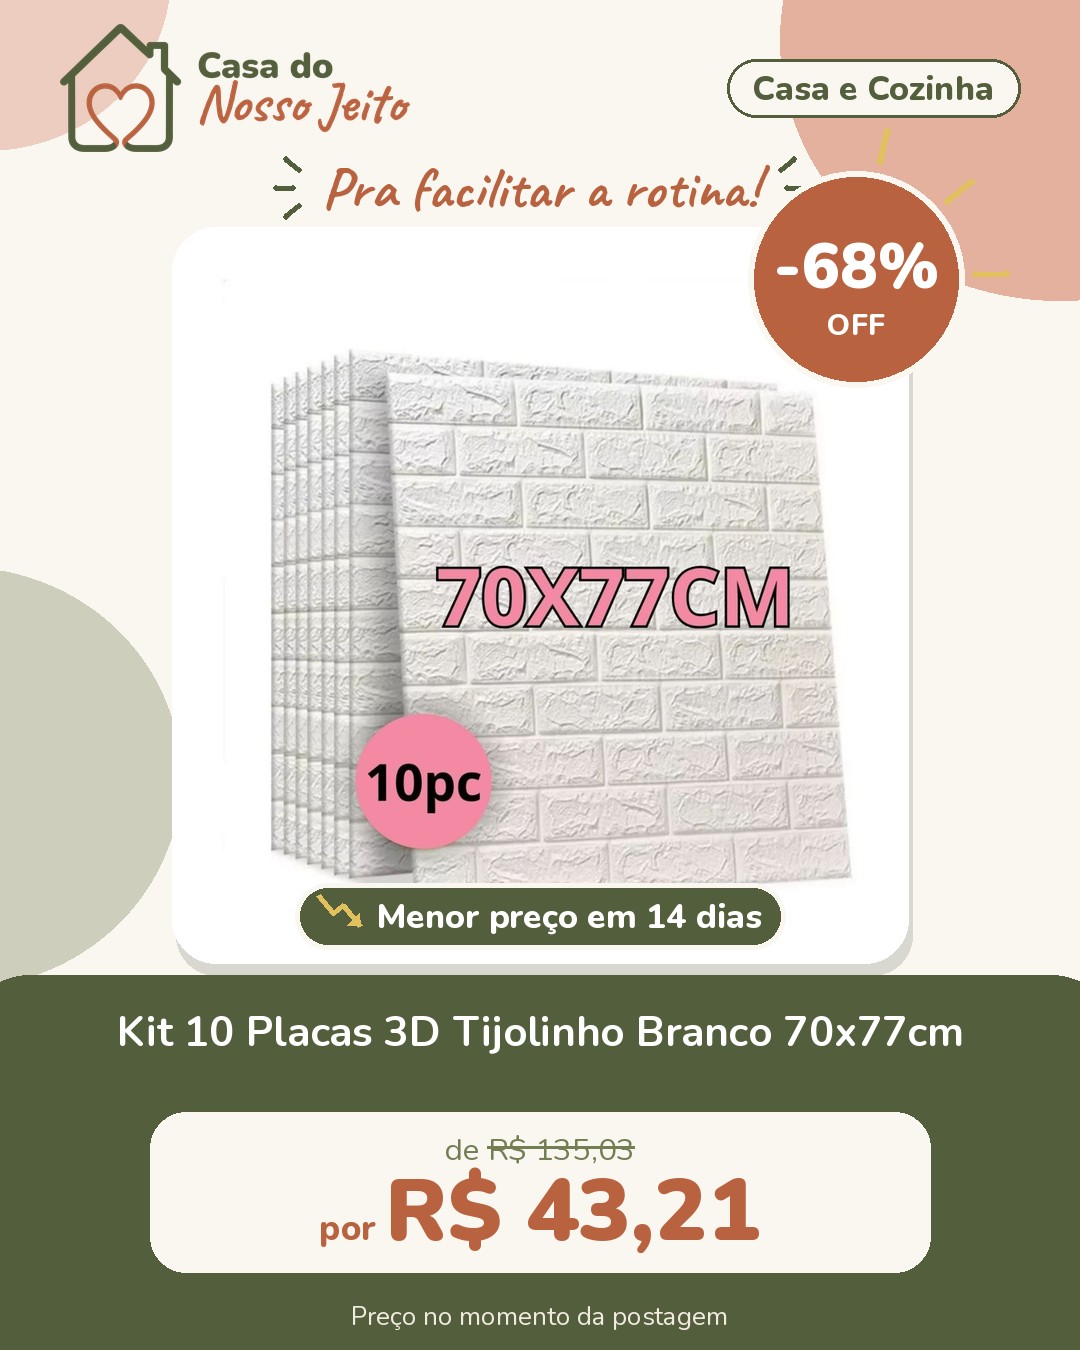 Casa do
Nosso Jeito
Casa e Cozinha
Pra facilitar a rotina!
-68%
OFF
70X77CM
10pc
Menor preço em 14 dias
Kit 10 Placas 3D Tijolinho Branco 70x77cm
de R$ 135,03
por R$ 43,21
Preço no momento da postagem